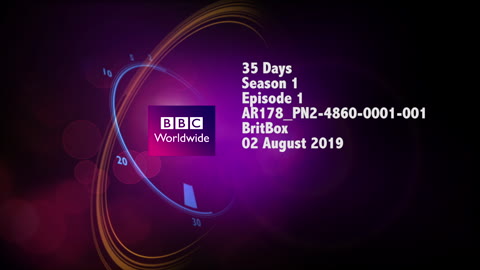 35 Days
Season 1
Episode 1
AR178_PN2-4860-0001-001
BritBox
02 August 2019
BBC
Worldwide
5
10
20
30